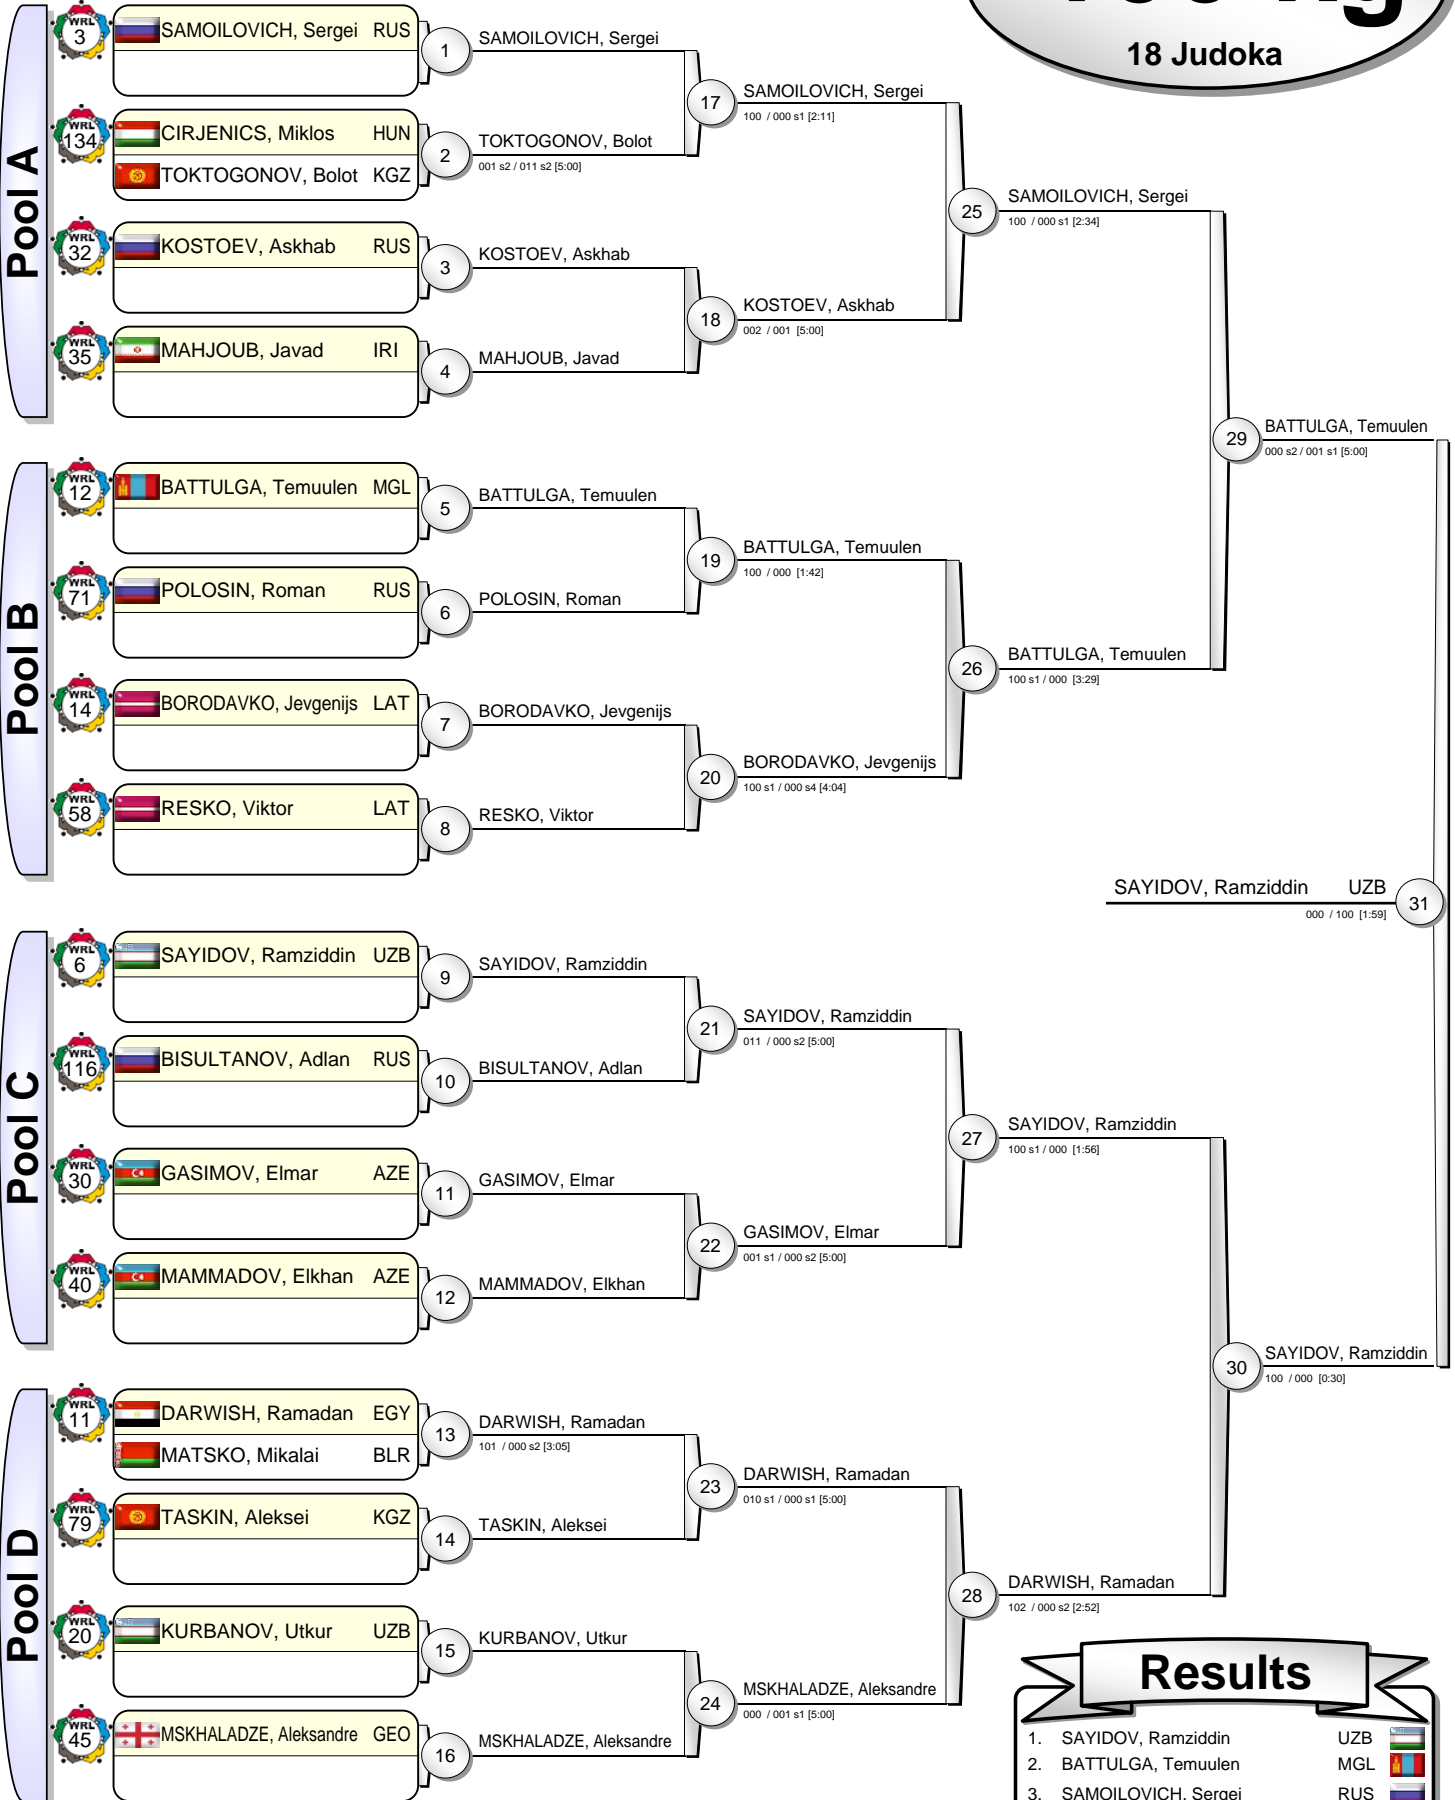 18 Judoka
Pool A
WRL 3 SAMOILOVICH, Sergei RUS
WRL 134 CIRJENICS, Miklos HUN
TOKTOGONOV, Bolot KGZ
WRL 32 KOSTOEV, Askhab RUS
WRL 35 MAHJOUB, Javad IRI
1 SAMOILOVICH, Sergei
2 TOKTOGONOV, Bolot
001 s2 / 011 s2 [5:00]
3 KOSTOEV, Askhab
4 MAHJOUB, Javad
17 SAMOILOVICH, Sergei
100 / 000 s1 [2:11]
18 KOSTOEV, Askhab
002 / 001 [5:00]
25 SAMOILOVICH, Sergei
100 / 000 s1 [2:34]
Pool B
WRL 12 BATTULGA, Temuulen MGL
WRL 71 POLOSIN, Roman RUS
WRL 14 BORODAVKO, Jevgenijs LAT
WRL 58 RESKO, Viktor LAT
5 BATTULGA, Temuulen
6 POLOSIN, Roman
7 BORODAVKO, Jevgenijs
8 RESKO, Viktor
19 BATTULGA, Temuulen
100 / 000 [1:42]
20 BORODAVKO, Jevgenijs
100 s1 / 000 s4 [4:04]
26 BATTULGA, Temuulen
100 s1 / 000 [3:29]
29 BATTULGA, Temuulen
000 s2 / 001 s1 [5:00]
SAYIDOV, Ramziddin UZB 31
000 / 100 [1:59]
Pool C
WRL 6 SAYIDOV, Ramziddin UZB
WRL 116 BISULTANOV, Adlan RUS
WRL 30 GASIMOV, Elmar AZE
WRL 40 MAMMADOV, Elkhan AZE
9 SAYIDOV, Ramziddin
10 BISULTANOV, Adlan
11 GASIMOV, Elmar
12 MAMMADOV, Elkhan
21 SAYIDOV, Ramziddin
011 / 000 s2 [5:00]
22 GASIMOV, Elmar
001 s1 / 000 s2 [5:00]
27 SAYIDOV, Ramziddin
100 s1 / 000 [1:56]
Pool D
WRL 11 DARWISH, Ramadan EGY
MATSKO, Mikalai BLR
WRL 79 TASKIN, Aleksei KGZ
WRL 20 KURBANOV, Utkur UZB
WRL 45 MSKHALADZE, Aleksandre GEO
13 DARWISH, Ramadan
101 / 000 s2 [3:05]
14 TASKIN, Aleksei
15 KURBANOV, Utkur
16 MSKHALADZE, Aleksandre
23 DARWISH, Ramadan
010 s1 / 000 s1 [5:00]
24 MSKHALADZE, Aleksandre
000 / 001 s1 [5:00]
28 DARWISH, Ramadan
102 / 000 s2 [2:52]
30 SAYIDOV, Ramziddin
100 / 000 [0:30]
Results
1. SAYIDOV, Ramziddin UZB
2. BATTULGA, Temuulen MGL
3. SAMOILOVICH, Sergei RUS